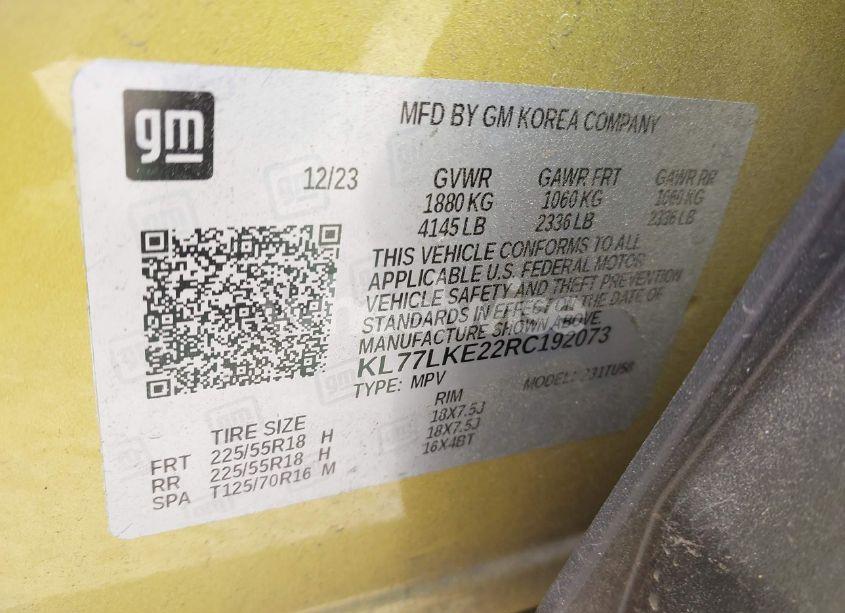 gm
MFD BY GM KOREA COMPANY
12/23
GVWR GAWR FRT GAWR RR
1880 KG 1060 KG 1060 KG
4145 LB 2336 LB 2336 LB
THIS VEHICLE CONFORMS TO ALL
APPLICABLE U.S. FEDERAL MOTOR
VEHICLE SAFETY AND THEFT PREVENTION
STANDARDS IN EFFECT ON THE DATE OF
MANUFACTURE SHOWN ABOVE.
KL77LKE22RC192073
TYPE: MPV MODEL:
TIRE SIZE RIM
FRT 225/55R18 H 18X7.5J
RR 225/55R18 H 18X7.5J
SPA T125/70R16 M 16X4BT